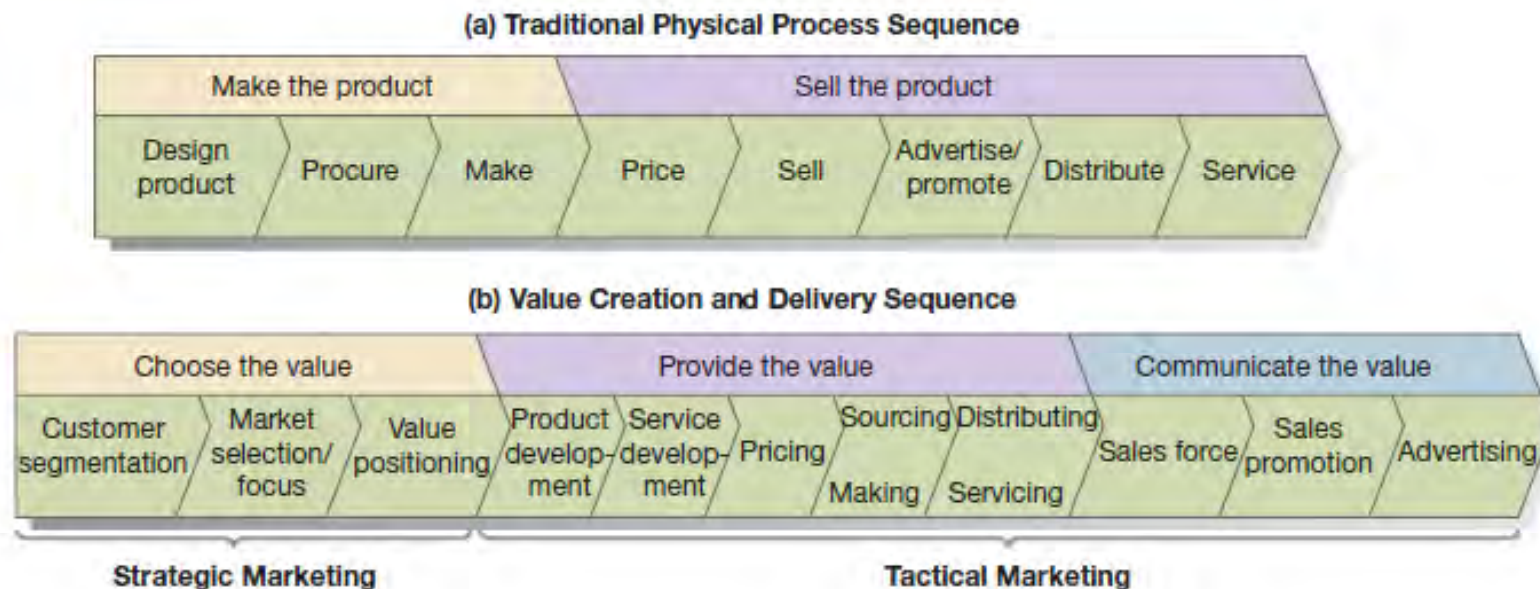 (a) Traditional Physical Process Sequence
Make the product
Sell the product
Design
product
Procure
Make
Price
Sell
Advertise/
promote
Distribute
Service
(b) Value Creation and Delivery Sequence
Choose the value
Provide the value
Communicate the value
Customer
segmentation
Market
selection/
focus
Value
positioning
Product
develop-
ment
Service
develop-
ment
Pricing
Sourcing
Making
Distributing
Servicing
Sales force
Sales
promotion
Advertising
Strategic Marketing
Tactical Marketing